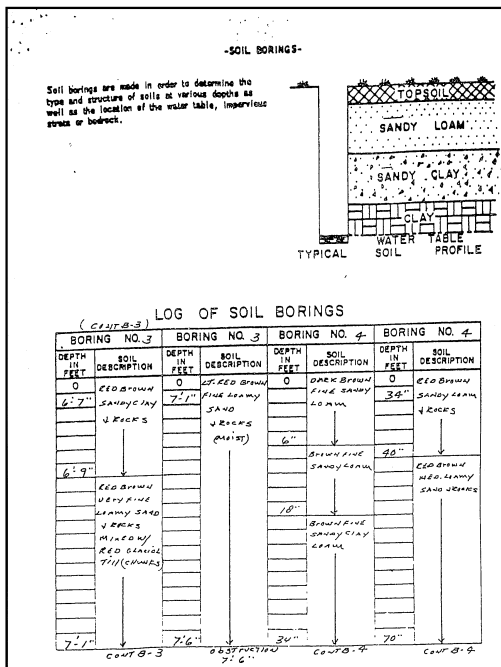 -SOIL BORINGS-
Soil borings are made in order to determine the
type and structure of soils at various depths as
well as the location of the water table, impervious
strata or bedrock.
TOPSOIL
SANDY LOAM
SANDY CLAY
CLAY
WATER TABLE
TYPICAL SOIL PROFILE
LOG OF SOIL BORINGS
(CONT B-3)
BORING NO. 3 BORING NO. 3 BORING NO. 4 BORING NO. 4
DEPTH IN FEET SOIL DESCRIPTION DEPTH IN FEET SOIL DESCRIPTION DEPTH IN FEET SOIL DESCRIPTION DEPTH IN FEET SOIL DESCRIPTION
0
6'-7"
RED BROWN
SANDY CLAY
& ROCKS
6'-9"
RED BROWN
VERY FINE
LOAMY SAND
& ROCKS
MIXED W/
RED GLACIAL
TILL (CHUNKS)
7'-1"
CONT B-3
0
7'-1"
LT. RED BROWN
FINE LOAMY
SAND
& ROCKS
(MOIST)
7'-6"
OBSTRUCTION
7'-6"
0
DARK BROWN
FINE SANDY
LOAM
6"
BROWN FINE
SANDY LOAM
18"
BROWN FINE
SANDY CLAY
LOAM
34"
CONT B-4
0
34"
RED BROWN
SANDY LOAM
& ROCKS
40"
RED BROWN
MED. LOAMY
SAND & ROCKS
70"
CONT B-4